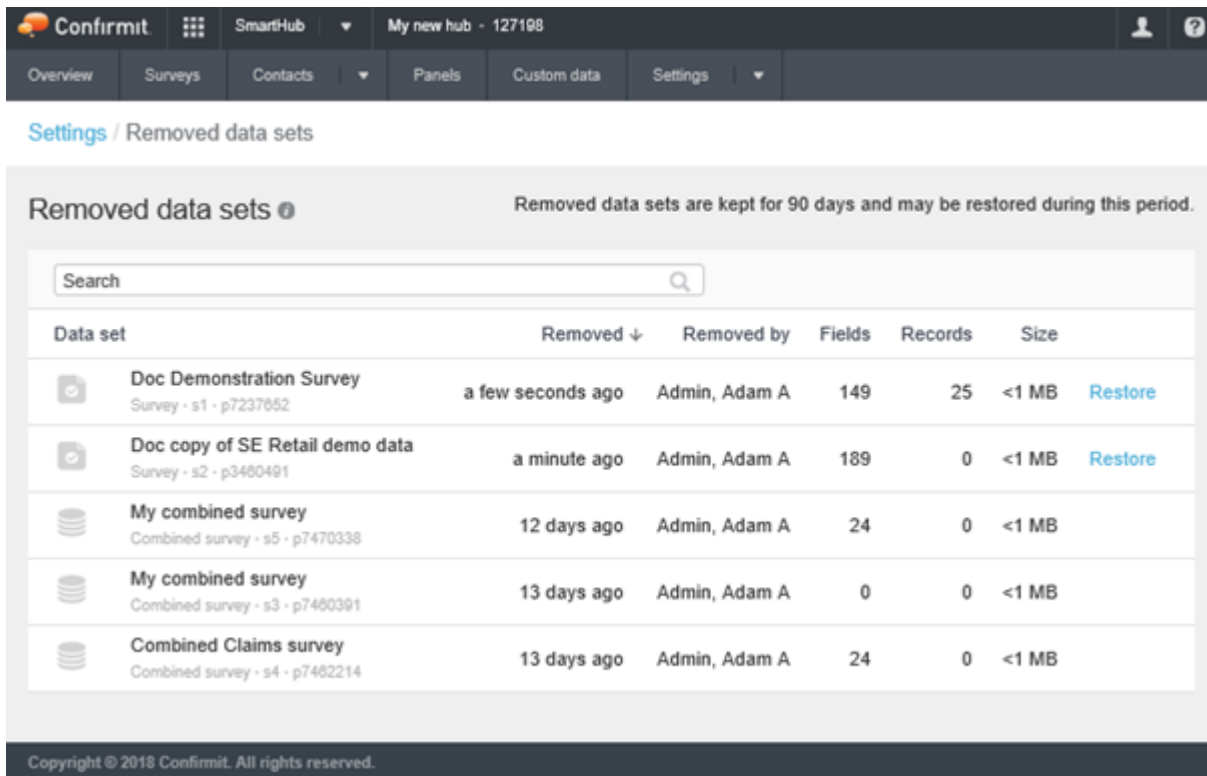 Confirmit SmartHub My new hub - 127198
Overview Surveys Contacts Panels Custom data Settings
Settings / Removed data sets
Removed data sets Removed data sets are kept for 90 days and may be restored during this period.
Search
Data set Removed Removed by Fields Records Size
Doc Demonstration Survey a few seconds ago Admin, Adam A 149 25 <1 MB Restore
Survey - s1 - p7237652
Doc copy of SE Retail demo data a minute ago Admin, Adam A 189 0 <1 MB Restore
Survey - s2 - p3460491
My combined survey 12 days ago Admin, Adam A 24 0 <1 MB
Combined survey - s5 - p7470338
My combined survey 13 days ago Admin, Adam A 0 0 <1 MB
Combined survey - s3 - p7460391
Combined Claims survey 13 days ago Admin, Adam A 24 0 <1 MB
Combined survey - s4 - p7462214
Copyright © 2018 Confirmit. All rights reserved.